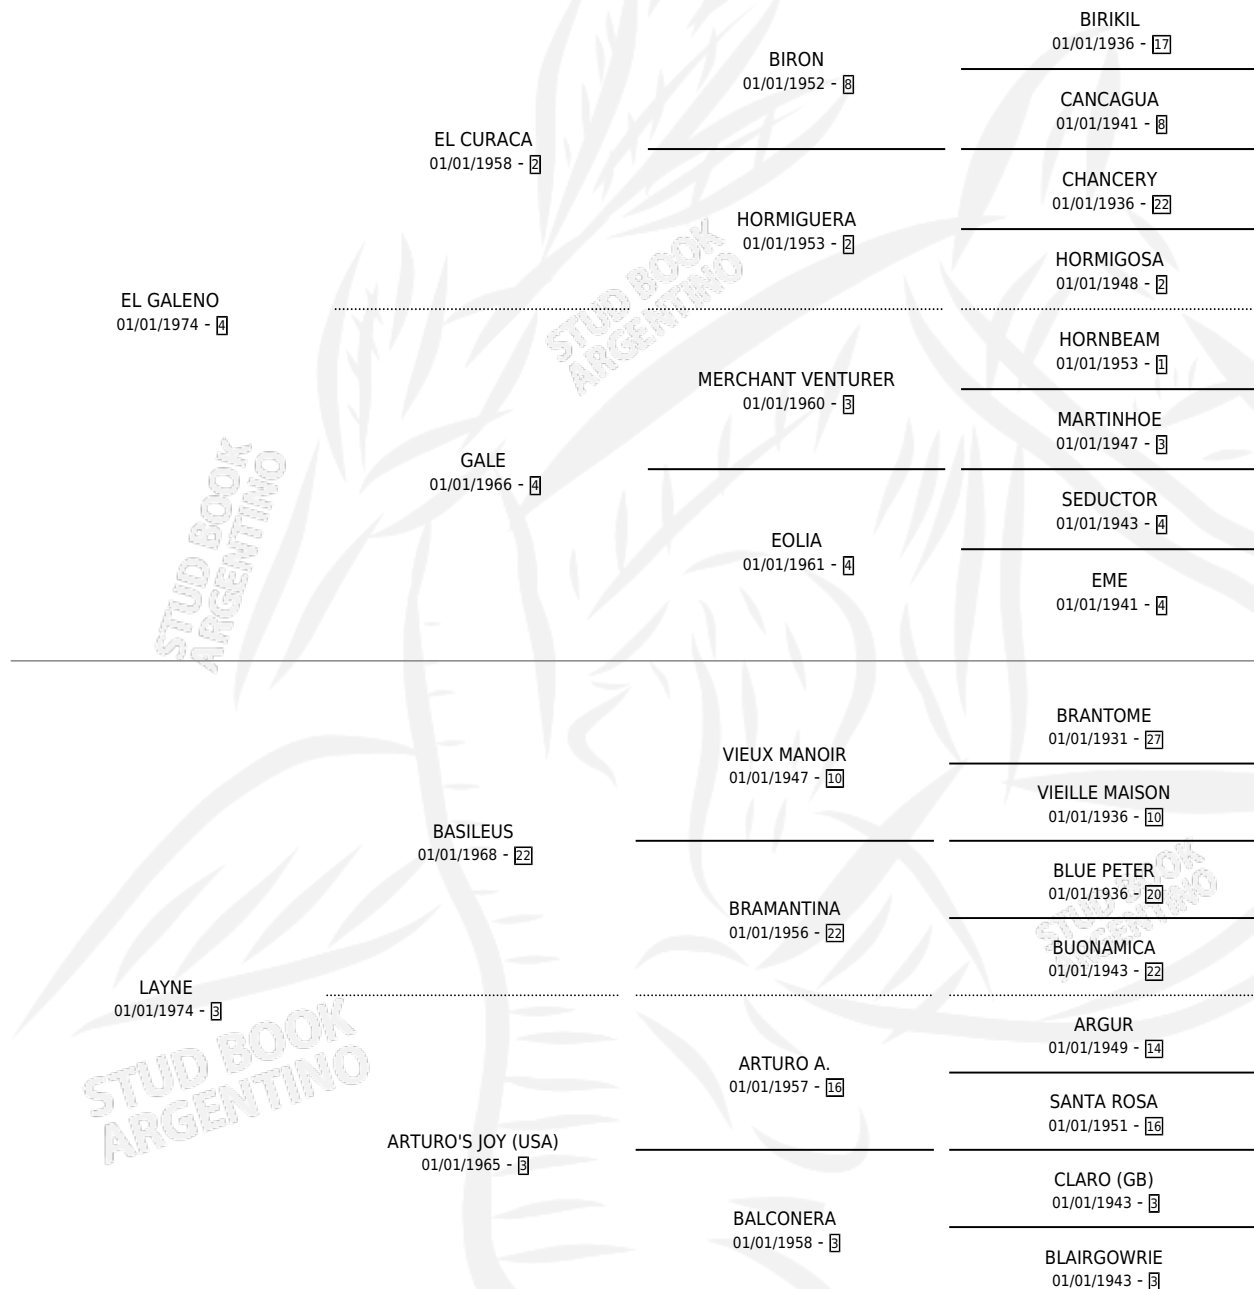 BIRIKIL
01/01/1936 - 17
BIRON
01/01/1952 - 8
CANCAGUA
01/01/1941 - 8
EL CURACA
01/01/1958 - 2
CHANCERY
01/01/1936 - 22
HORMIGUERA
01/01/1953 - 2
HORMIGOSA
01/01/1948 - 2
EL GALENO
01/01/1974 - 4
HORNBEAM
01/01/1953 - 1
MERCHANT VENTURER
01/01/1960 - 3
MARTINHOE
01/01/1947 - 3
GALE
01/01/1966 - 4
SEDUCTOR
01/01/1943 - 4
EOLIA
01/01/1961 - 4
EME
01/01/1941 - 4
BRANTOME
01/01/1931 - 27
VIEUX MANOIR
01/01/1947 - 10
VIEILLE MAISON
01/01/1936 - 10
BASILEUS
01/01/1968 - 22
BLUE PETER
01/01/1936 - 20
BRAMANTINA
01/01/1956 - 22
BUONAMICA
01/01/1943 - 22
LAYNE
01/01/1974 - 3
ARGUR
01/01/1949 - 14
ARTURO A.
01/01/1957 - 16
SANTA ROSA
01/01/1951 - 16
ARTURO'S JOY (USA)
01/01/1965 - 3
CLARO (GB)
01/01/1943 - 3
BALCONERA
01/01/1958 - 3
BLAIRGOWRIE
01/01/1943 - 3
STUD BOOK
ARGENTINO
STUD BOOK
ARGENTINO
STUD BOOK
ARGENTINO
STUD BOOK
ARGENTINO